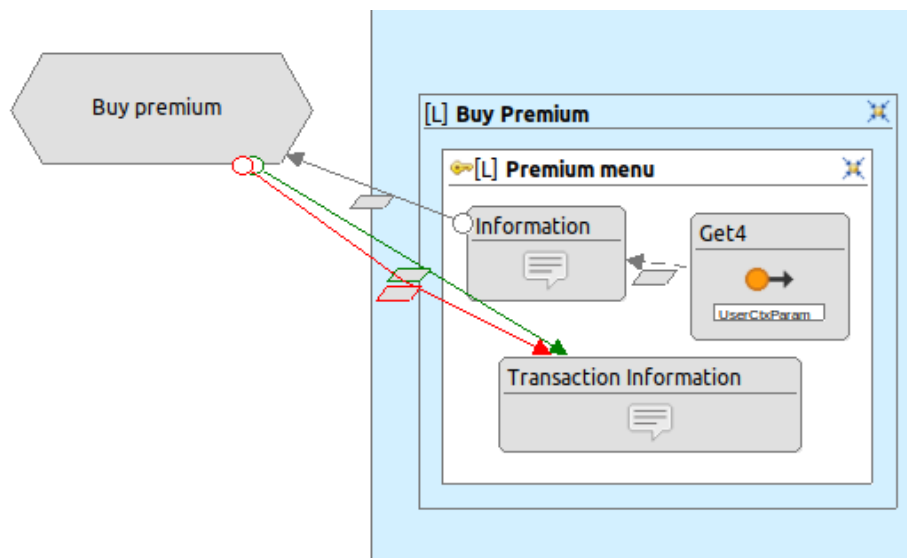 Buy premium
[L] Buy Premium
[L] Premium menu
Information
Get4
UserCtxParam
Transaction Information